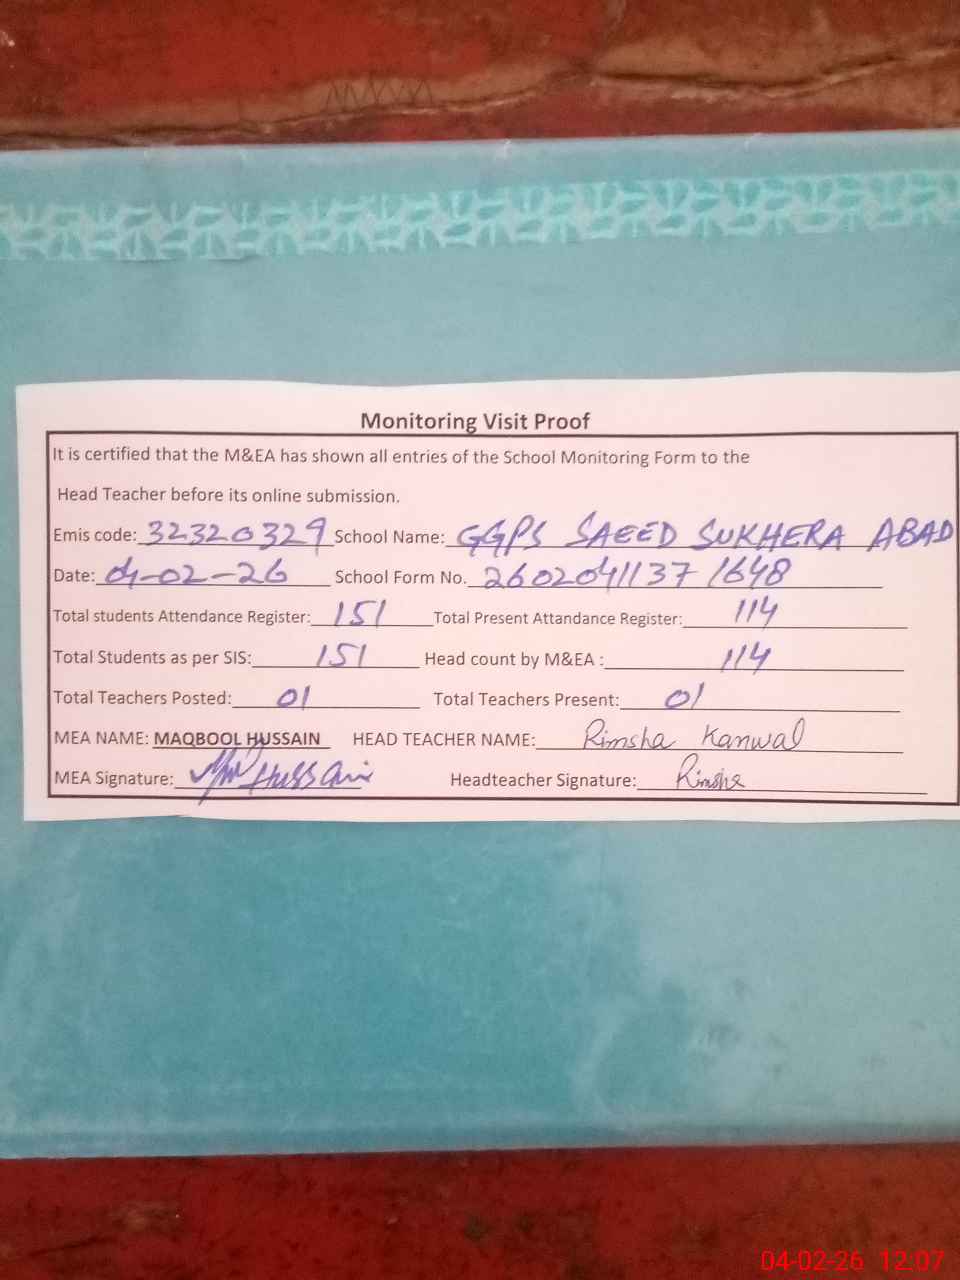 Monitoring Visit Proof
It is certified that the M&EA has shown all entries of the School Monitoring Form to the
Head Teacher before its online submission.
Emis code: 32320329 School Name: GGPS SAEED SUKHERA ABAD
Date: 04-02-26 School Form No. 26020411371648
Total students Attendance Register: 151 Total Present Attandance Register: 114
Total Students as per SIS: 151 Head count by M&EA : 114
Total Teachers Posted: 01 Total Teachers Present: 01
MEA NAME: MAQBOOL HUSSAIN HEAD TEACHER NAME: Rimsha Kanwal
MEA Signature: Hussain Headteacher Signature: Rimsha
04-02-26 12:07